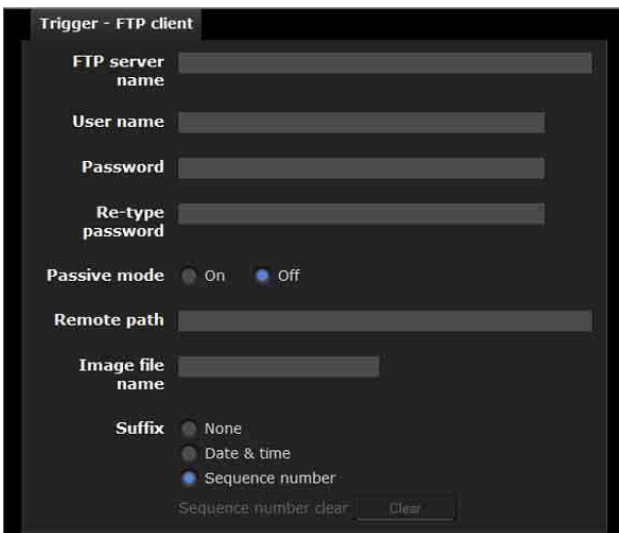 Trigger - FTP client
FTP server
name
User name
Password
Re-type
password
Passive mode On Off
Remote path
Image file
name
Suffix None
Date & time
Sequence number
Sequence number clear Clear